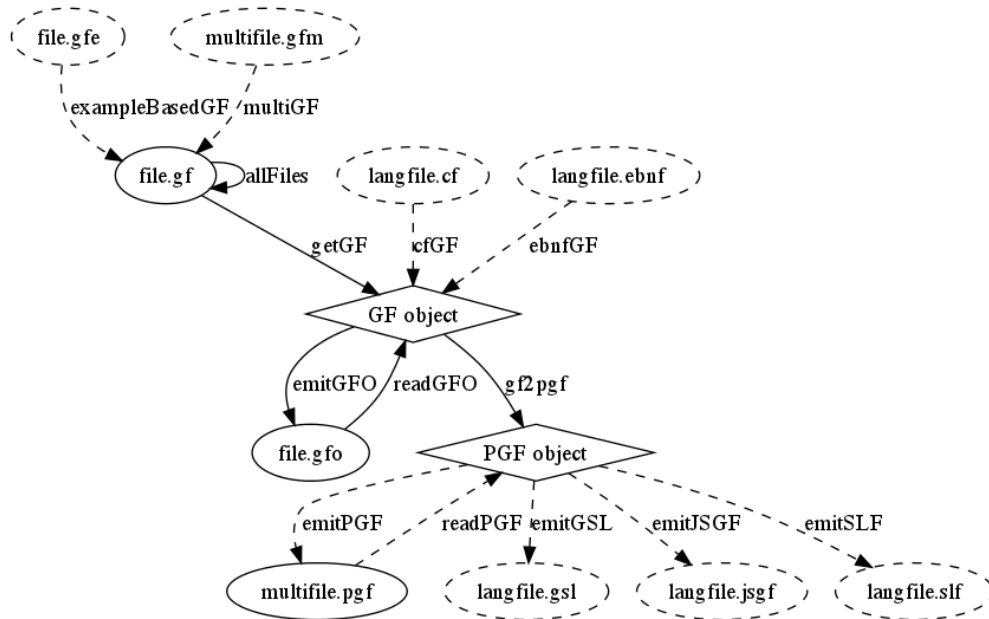 file.gfe
multifile.gfm
exampleBasedGF
multiGF
file.gf
allFiles
langfile.cf
langfile.ebnf
getGF
cfGF
ebnfGF
GF object
emitGFO
readGFO
gf2pgf
file.gfo
PGF object
emitPGF
readPGF
emitGSL
emitJSGF
emitSLF
multifile.pgf
langfile.gsl
langfile.jsgf
langfile.slf